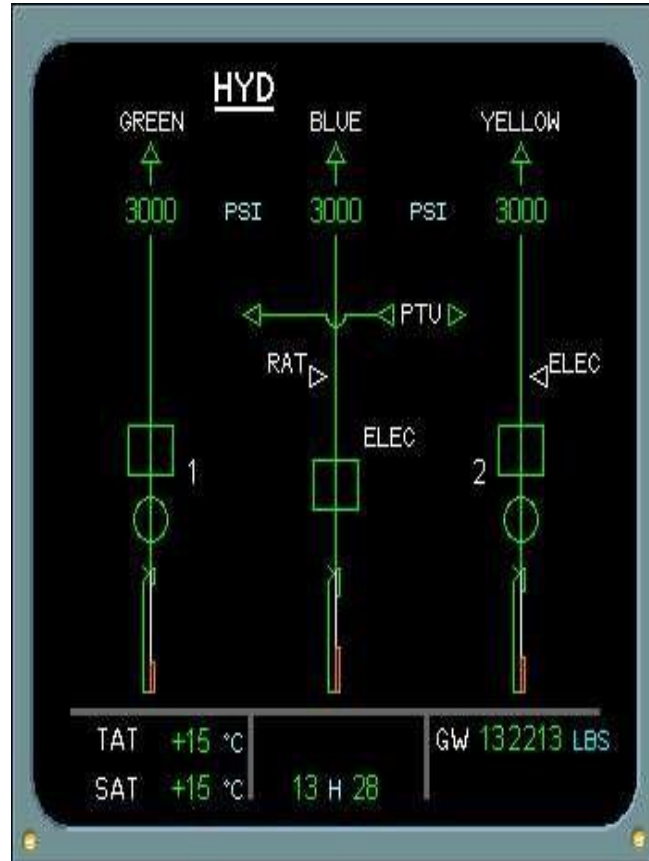 HYD
GREEN BLUE YELLOW
3000 PSI 3000 PSI 3000
PTU
RAT
ELEC
ELEC
1
2
TAT +15 °C
GW 132213 LBS
SAT +15 °C
13 H 28